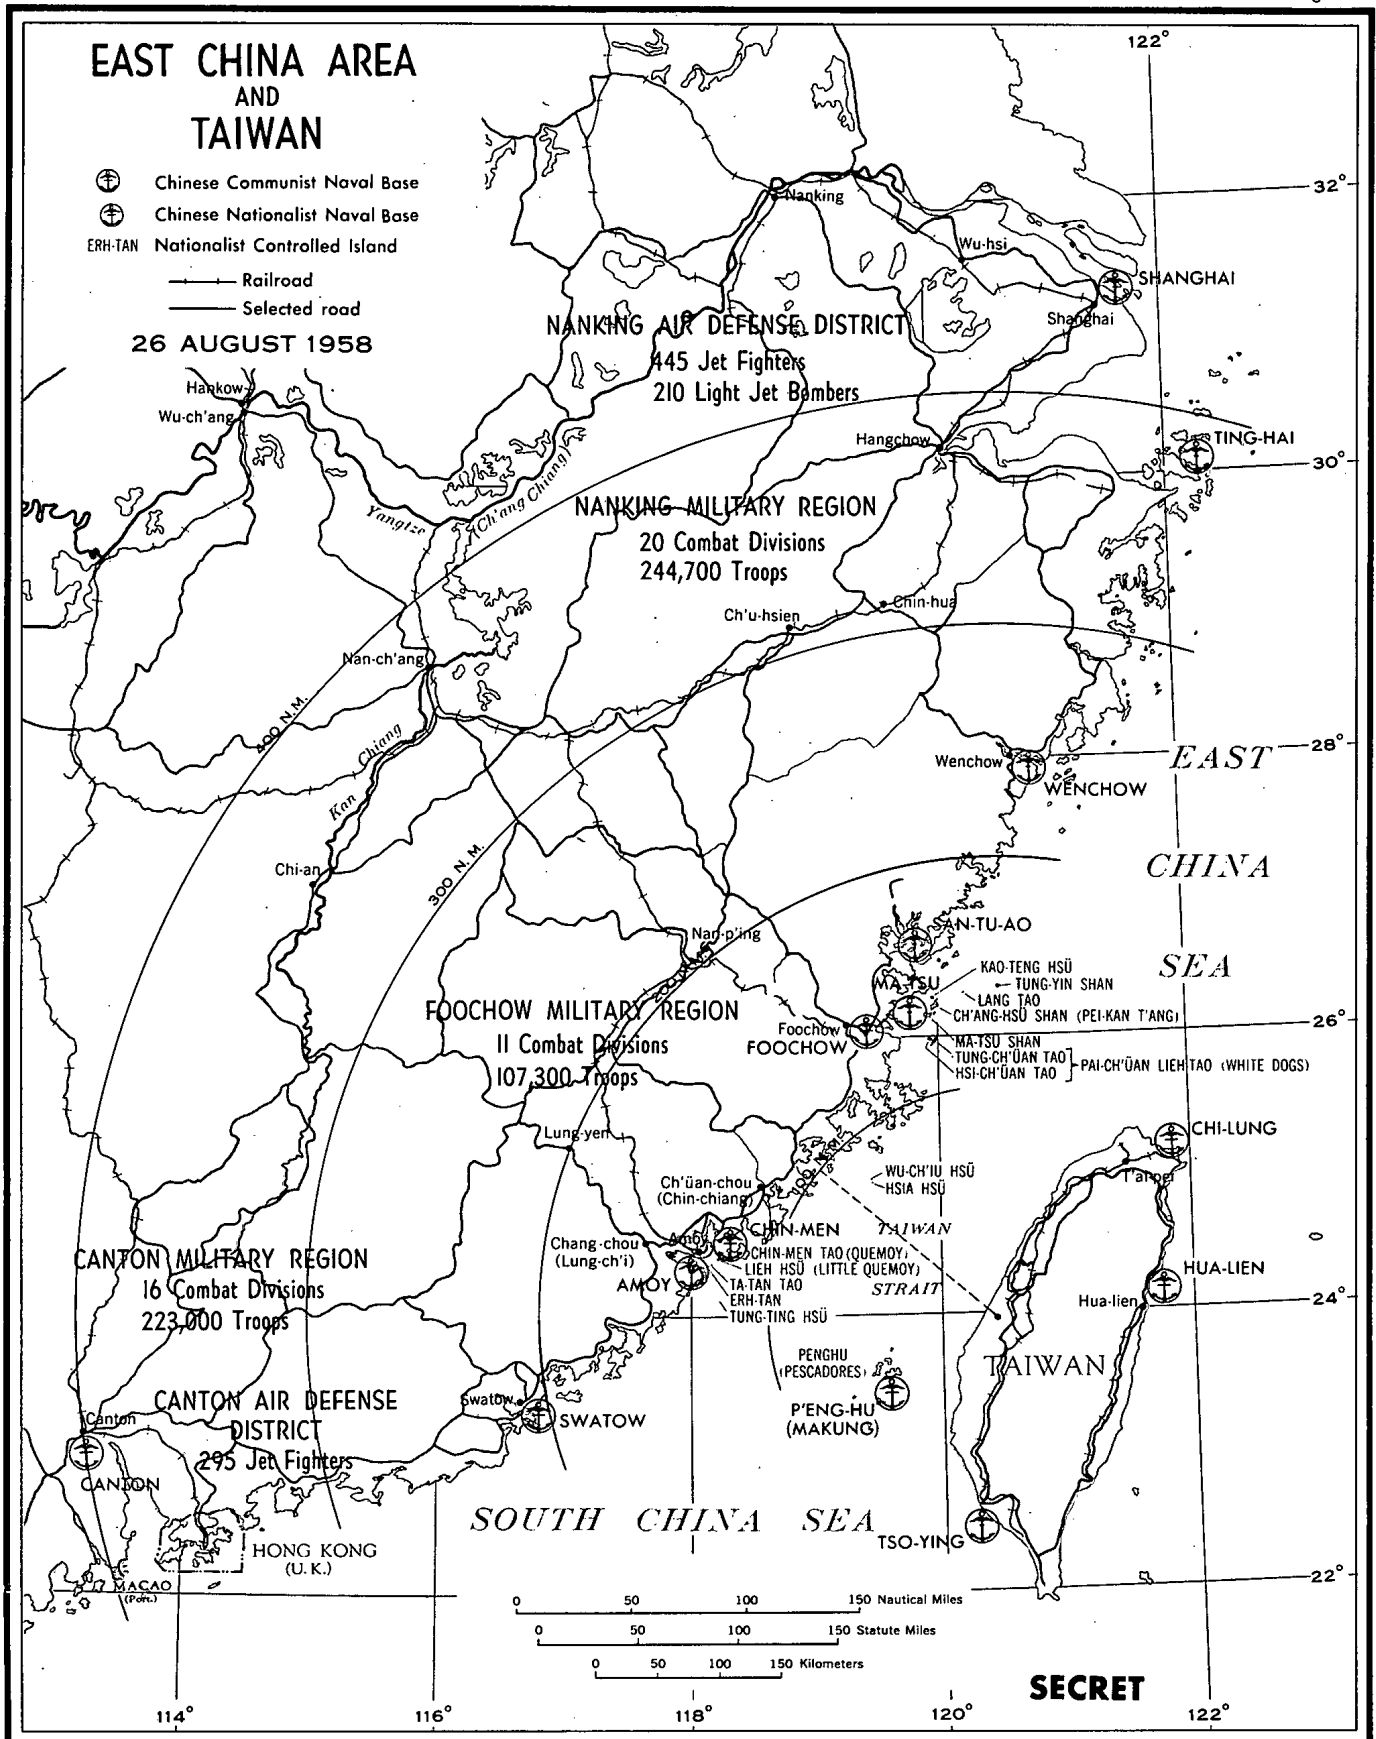 EAST CHINA AREA
AND
TAIWAN
Chinese Communist Naval Base
Chinese Nationalist Naval Base
ERH-TAN Nationalist Controlled Island
Railroad
Selected road
26 AUGUST 1958
122°
32°
Nanking
Wu-hsi
SHANGHAI
Shanghai
NANKING AIR DEFENSE DISTRICT
445 Jet Fighters
210 Light Jet Bombers
Hankow
Wu-ch'ang
Hangchow
TING-HAI
30°
Yangtze
(Ch'ang Chiang)
NANKING MILITARY REGION
20 Combat Divisions
244,700 Troops
Chin-hua
Ch'u-hsien
Nan-ch'ang
400 N.M.
Kan Chiang
Wenchow
WENCHOW
EAST
28°
CHINA
SEA
300 N.M.
Chi-an
Nan-p'ing
200 N.M.
SAN-TU-AO
MA-TSU
KAO-TENG HSÜ
TUNG-YIN SHAN
LANG TAO
CH'ANG-HSÜ SHAN (PEI-KAN T'ANG)
26°
FOOCHOW MILITARY REGION
11 Combat Divisions
107,300 Troops
Foochow
FOOCHOW
MA-TSU SHAN
TUNG-CH'ÜAN TAO
HSI-CH'ÜAN TAO
PAI-CH'ÜAN LIEH TAO (WHITE DOGS)
Lung-yen
CHI-LUNG
T'ai-pei
100 N.M.
WU-CH'IU HSÜ
HSIA HSÜ
Ch'üan-chou
(Chin-chiang)
TAIWAN
STRAIT
Chang-chou
(Lung-ch'i)
Amoy
AMOY
CHIN-MEN
CHIN-MEN TAO (QUEMOY)
LIEH HSÜ (LITTLE QUEMOY)
TA-TAN TAO
ERH-TAN
TUNG-TING HSÜ
HUA-LIEN
Hua-lien
24°
CANTON MILITARY REGION
16 Combat Divisions
223,000 Troops
PENGHU
(PESCADORES)
P'ENG-HU
(MAKUNG)
TAIWAN
CANTON AIR DEFENSE
DISTRICT
295 Jet Fighters
Swatow
SWATOW
Canton
CANTON
SOUTH CHINA SEA
TSO-YING
HONG KONG
(U.K.)
MACAO
(Port.)
22°
0 50 100 150 Nautical Miles
0 50 100 150 Statute Miles
0 50 100 150 Kilometers
SECRET
114° 116° 118° 120° 122°